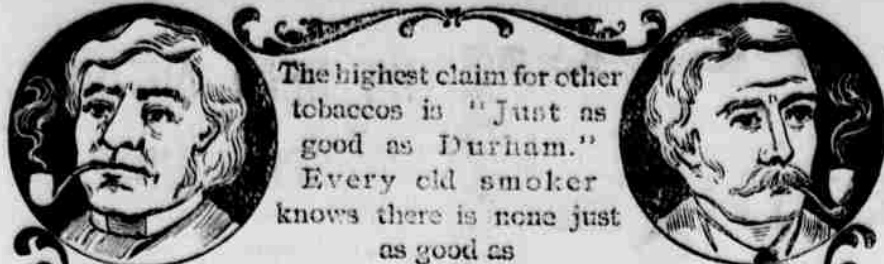 The highest claim for other
tobaccos is "Just as
good as Durham."
Every old smoker
knows there is none just
as good as